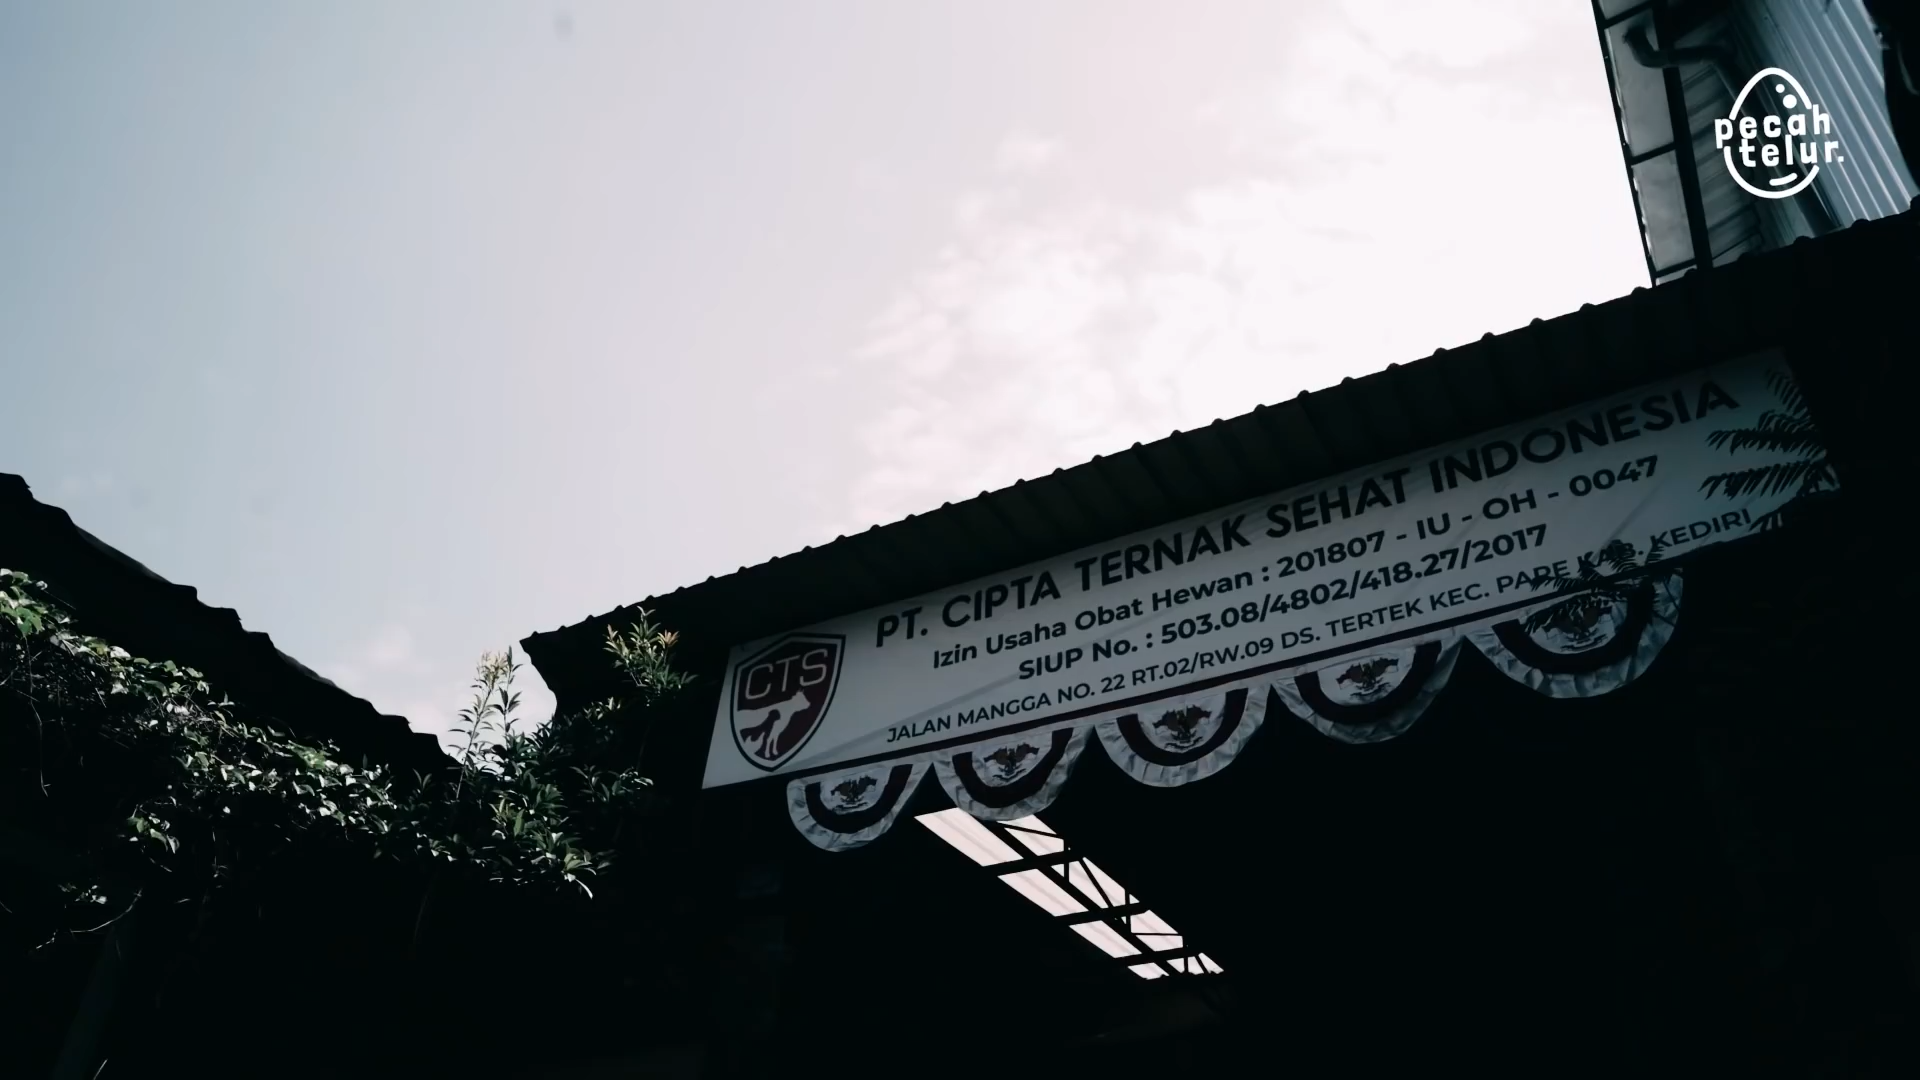 pecah
telur.
PT. CIPTA TERNAK SEHAT INDONESIA
Izin Usaha Obat Hewan : 201807 - IU - OH - 0047
SIUP No. : 503.08/4802/418.27/2017
JALAN MANGGA NO. 22 RT.02/RW.09 DS. TERTEK KEC. PARE KAB. KEDIRI
CTS